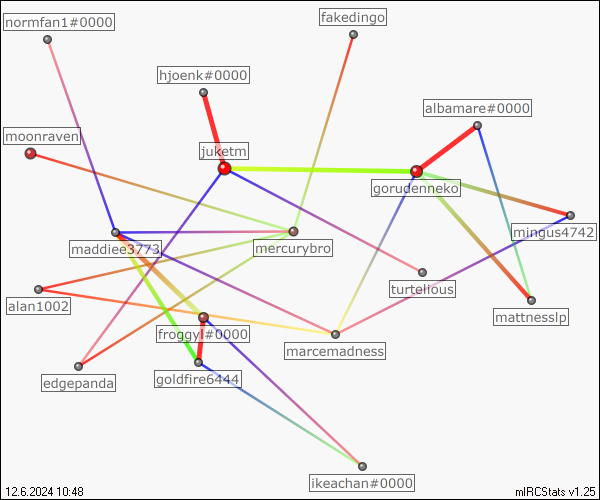 normfan1#0000
fakedingo
hjoenk#0000
albamare#0000
moonraven
juketm
gorudenneko
maddiee3773
mercurybro
mingus4742
turtelious
alan1002
mattnesslp
froggyl#0000
marcemadness
edgepanda
goldfire6444
ikeachan#0000
12.6.2024 10:48
mIRCStats v1.25